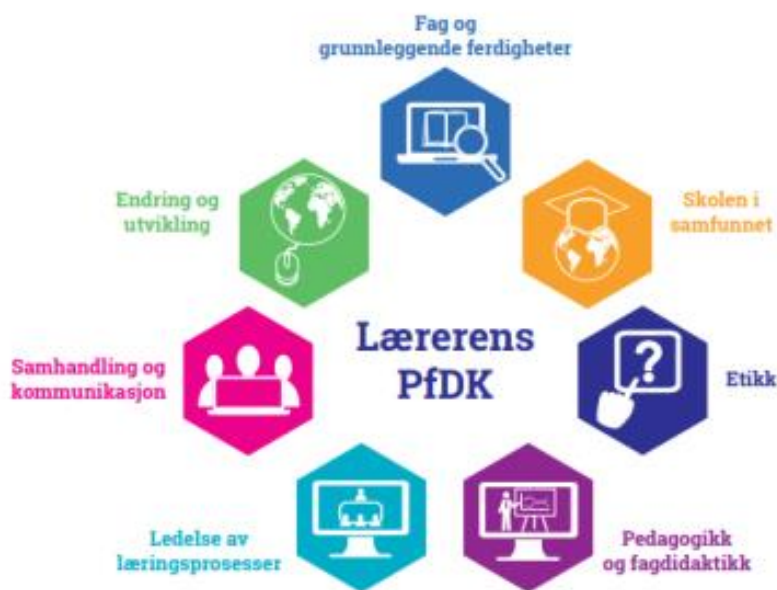 Fag og
grunnleggende ferdigheter
Endring og
utvikling
Skolen i
samfunnet
Lærerens
PfDK
Samhandling og
kommunikasjon
?
Etikk
Ledelse av
læringsprosesser
Pedagogikk
og fagdidaktikk